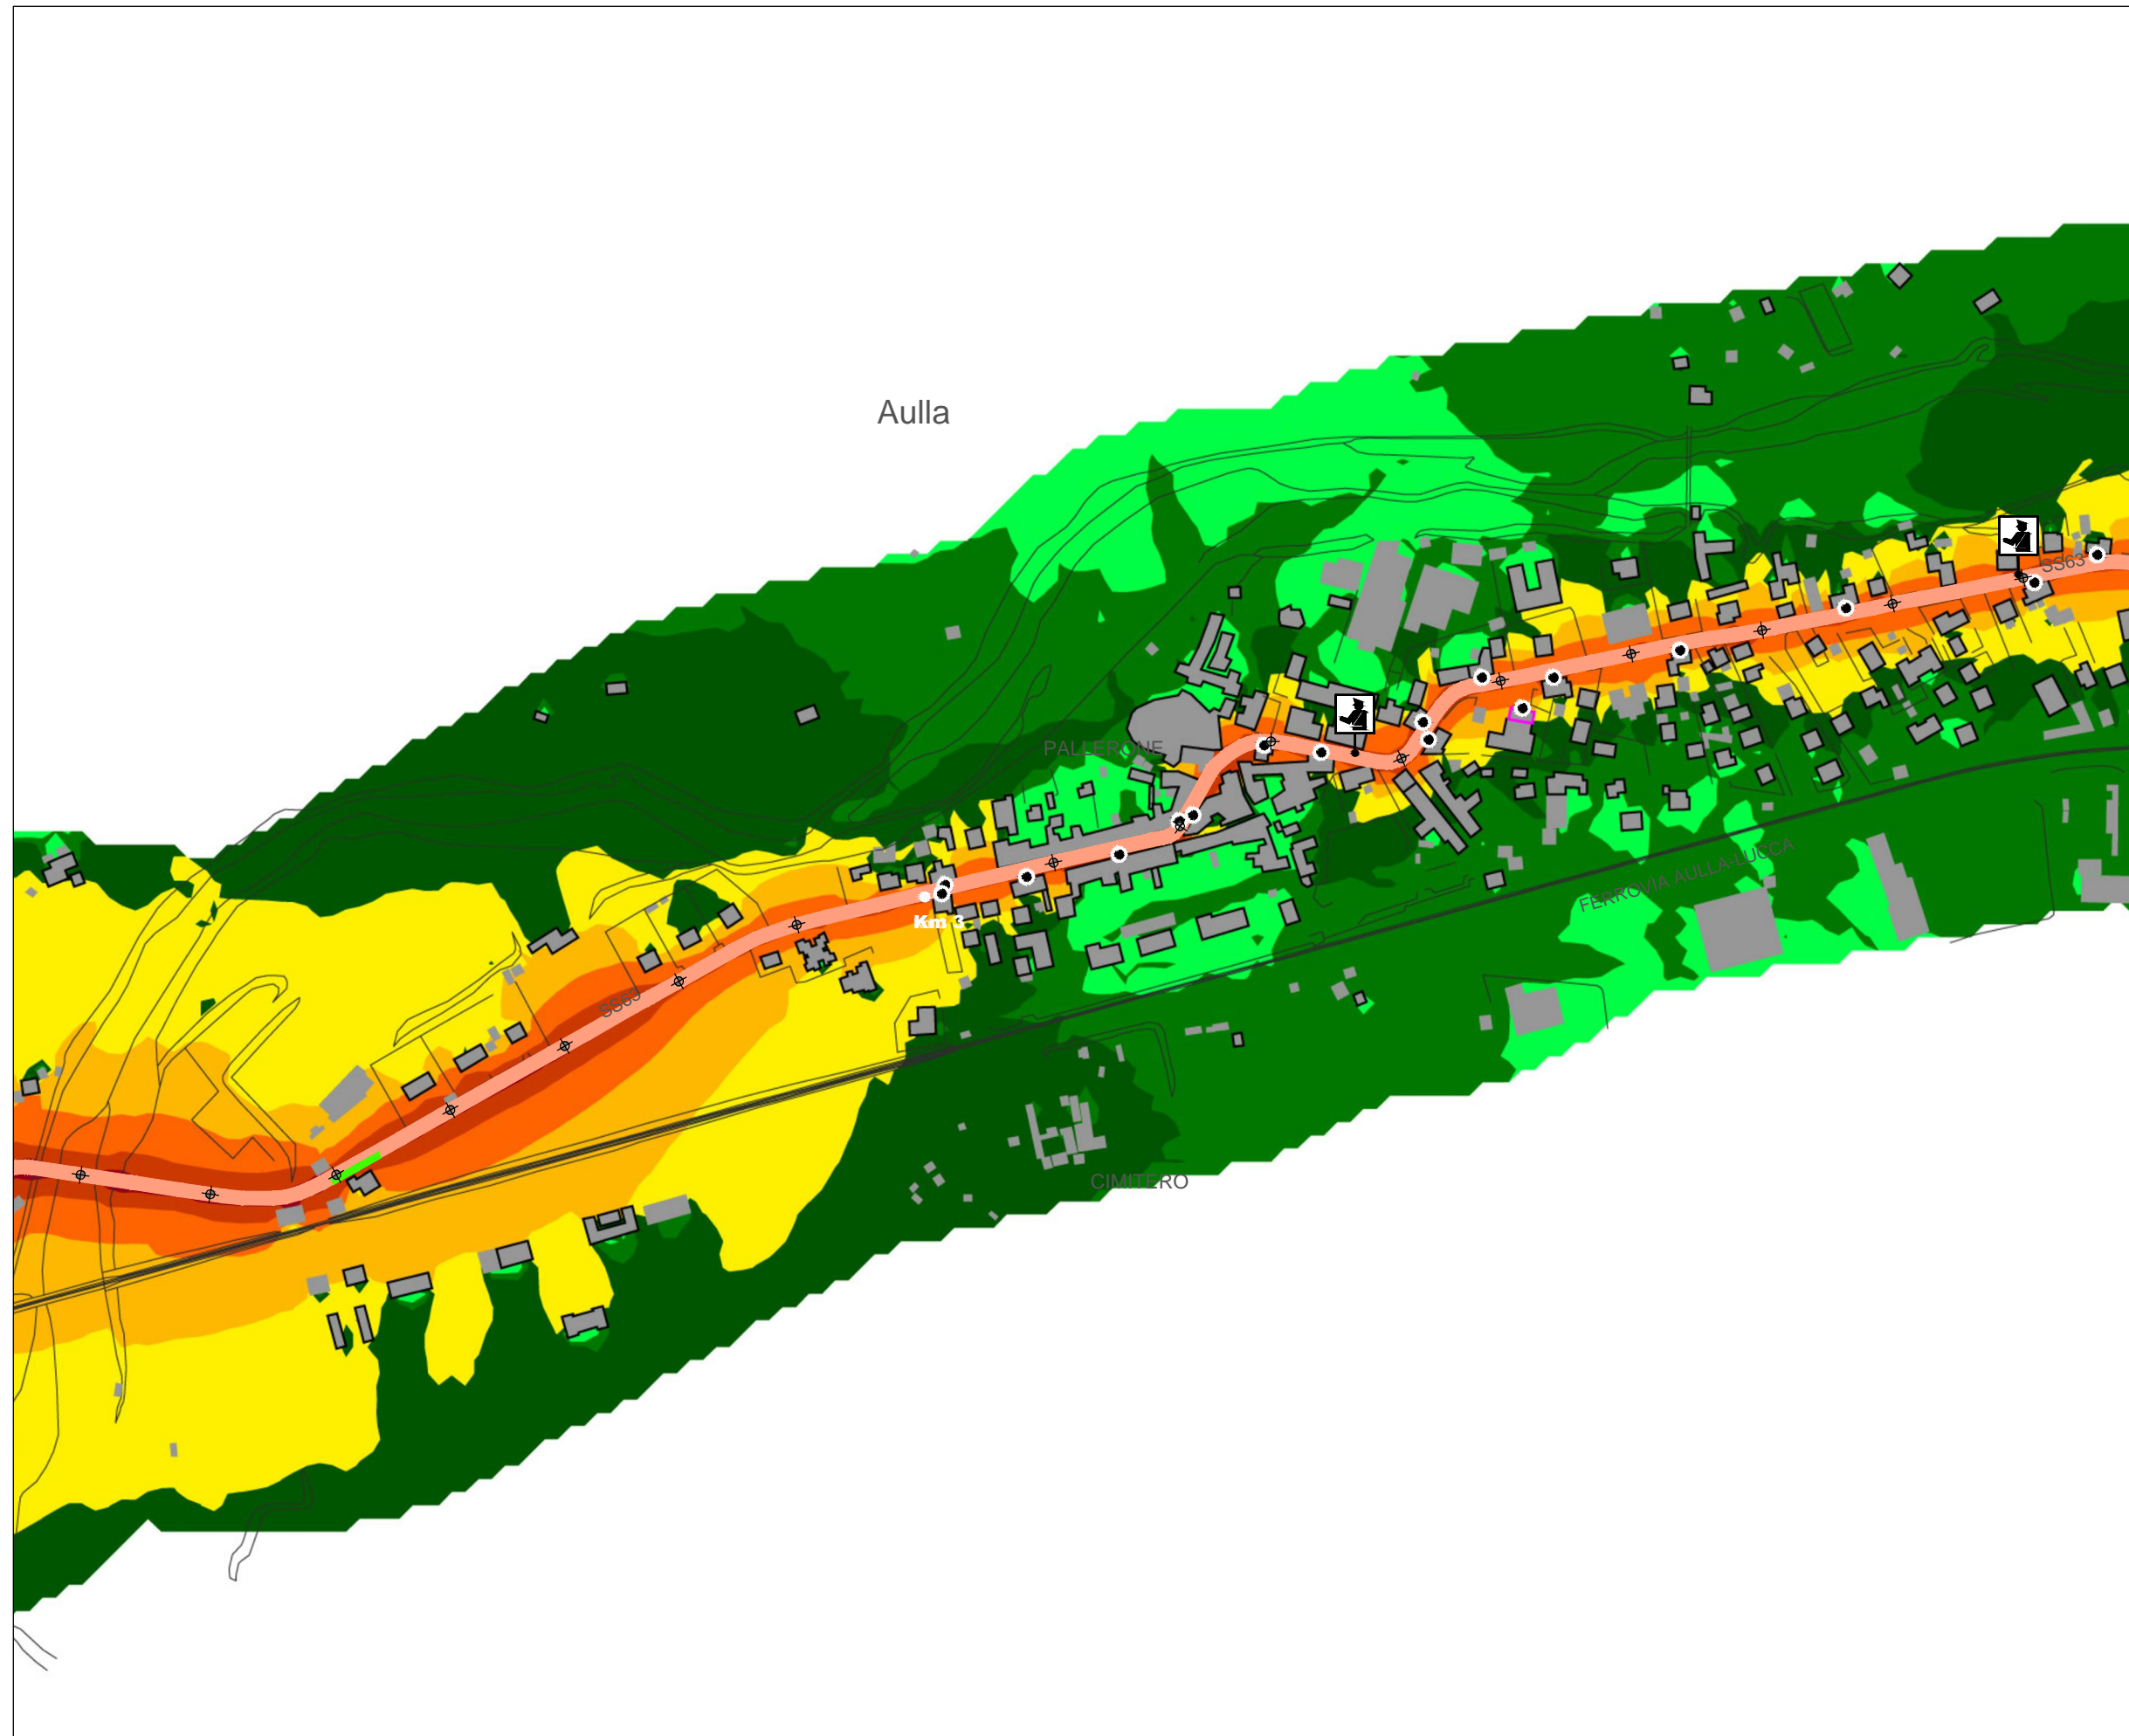 Aulla
SS63
PALLERONE
FERROVIA AULLA-LUCCA
Km 3
SS63
CIMITERO